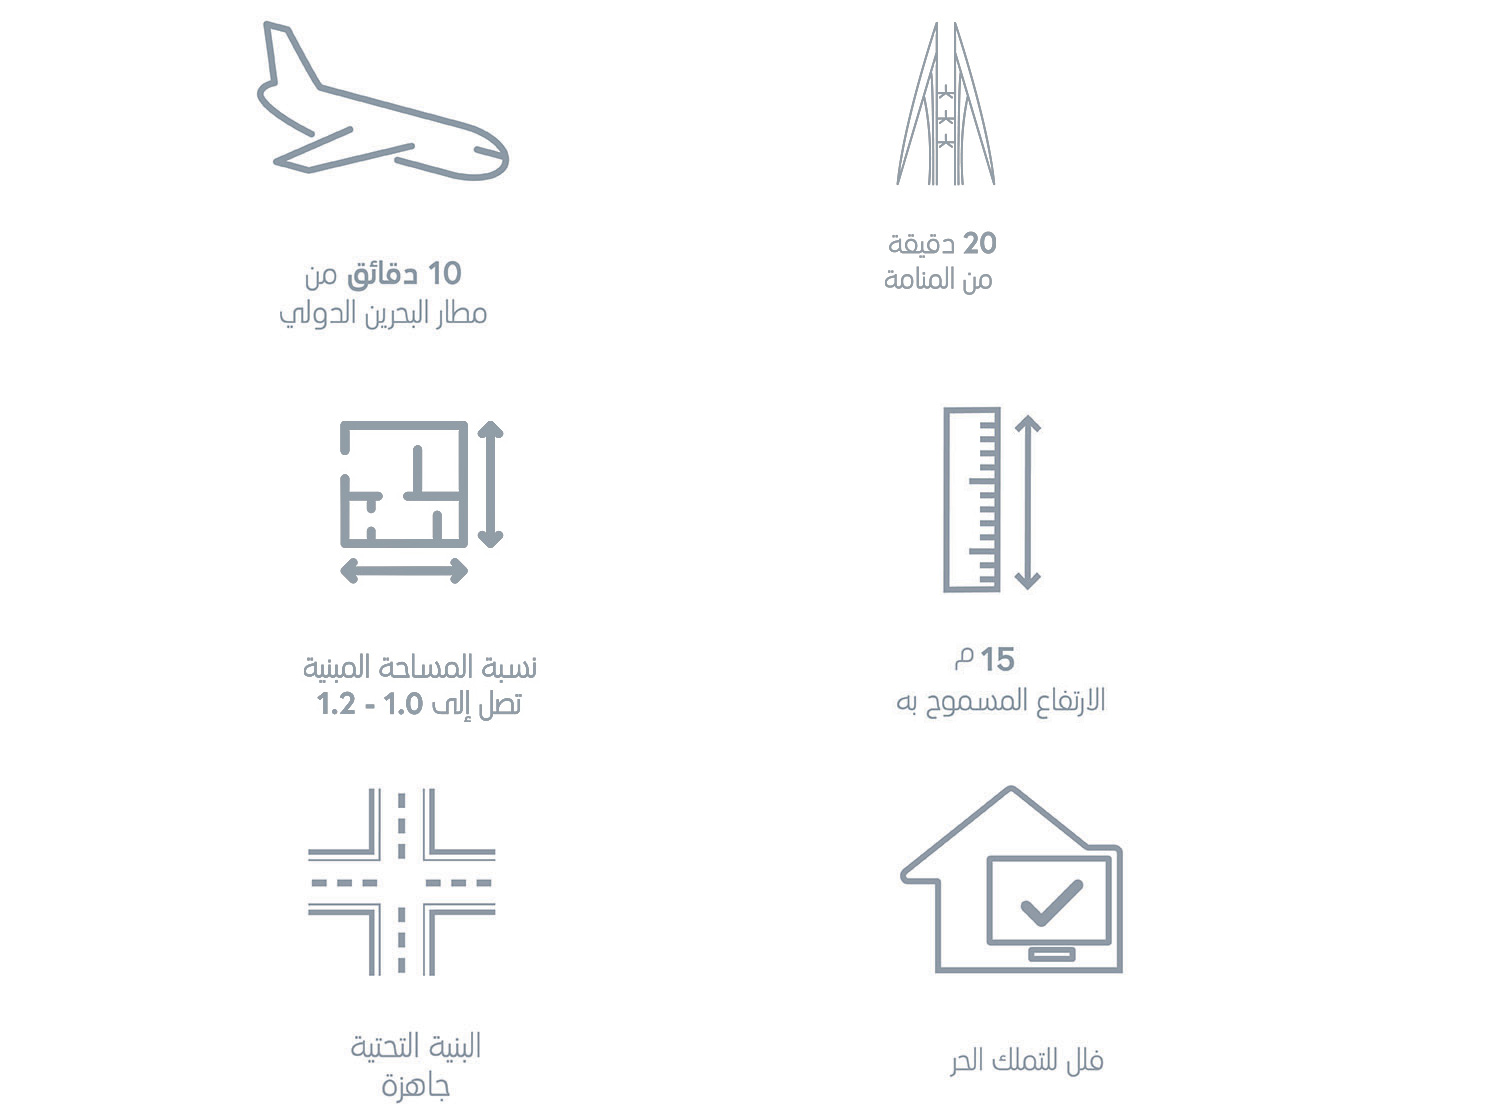 20 دقيقة
من المنامة
10 دقائق من
مطار البحرين الدولي
15 م
الارتفاع المسموح به
نسبة المساحة المبنية
تصل إلى 1.0 - 1.2
فلل للتملك الحر
البنية التحتية
جاهزة